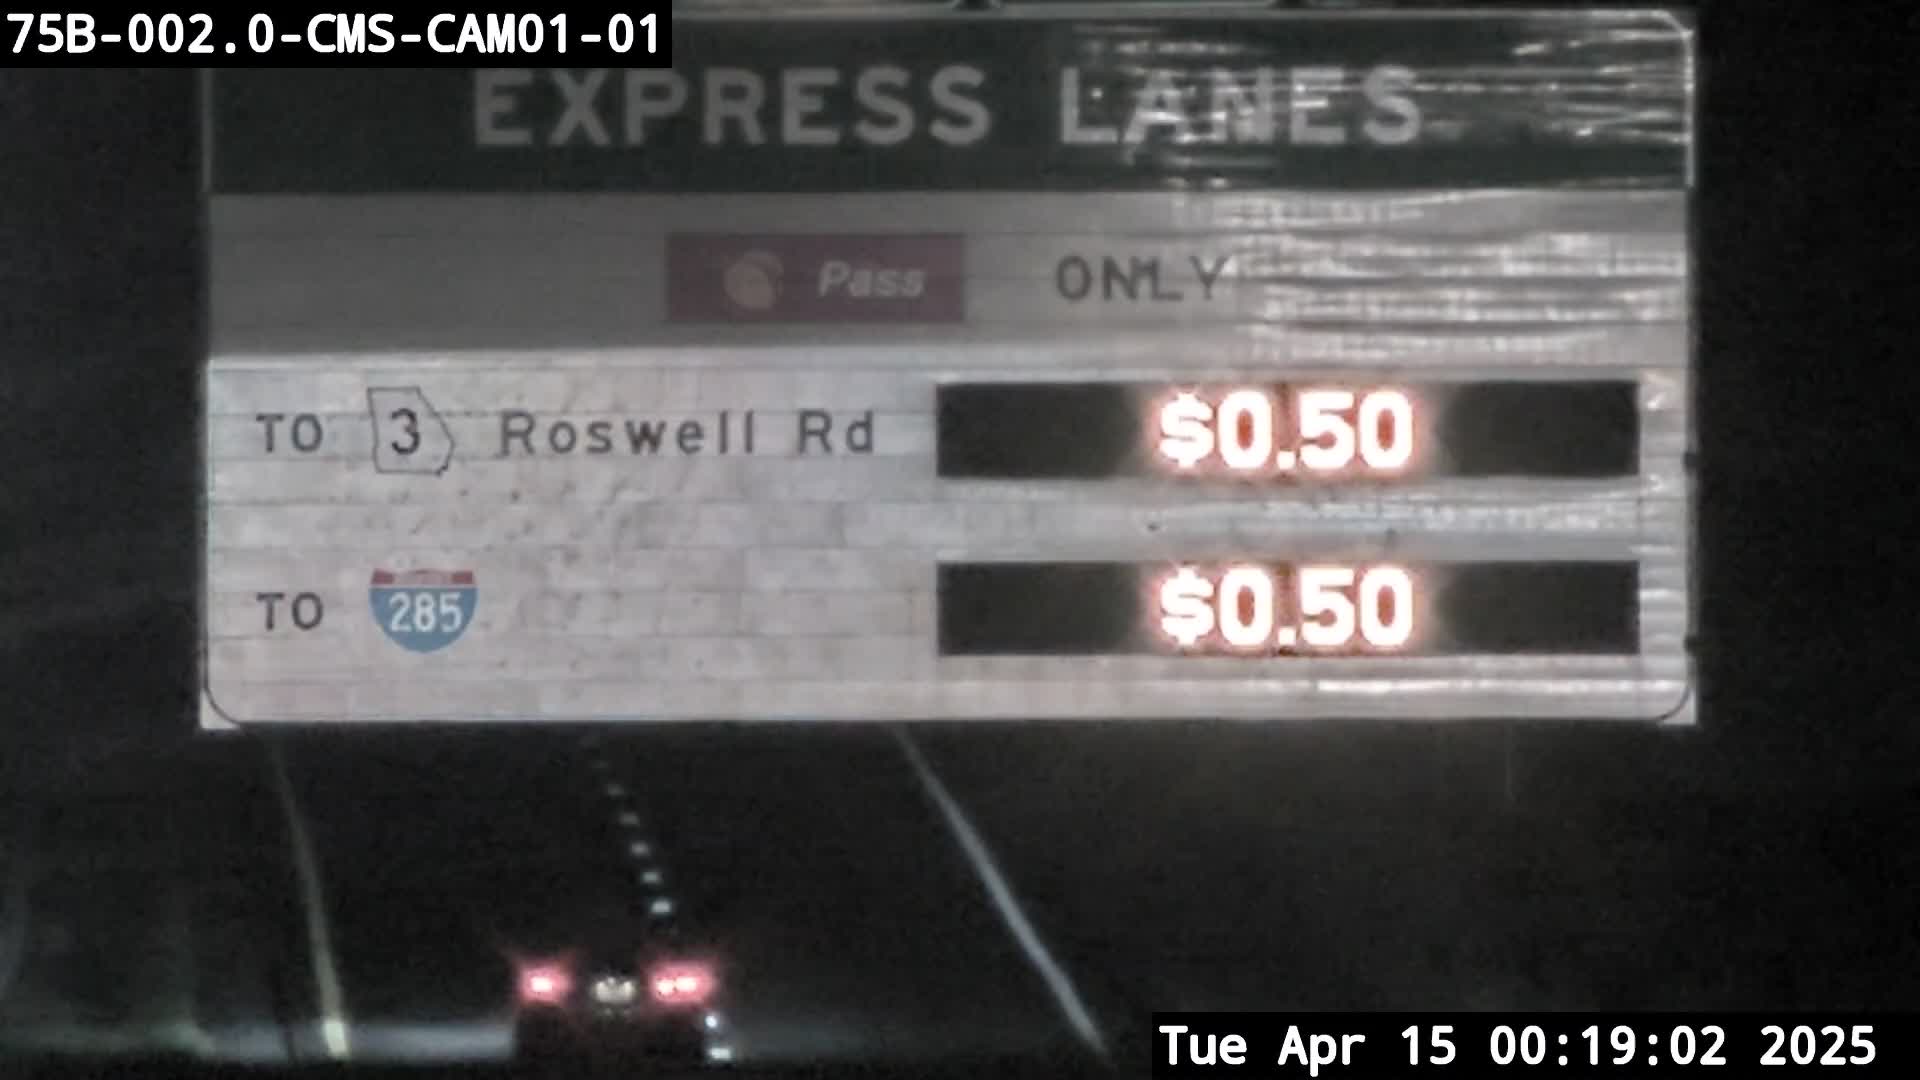 75B-002.0-CMS-CAM01-01
EXPRESS LANES
Pass ONLY
TO 3 Roswell Rd $0.50
TO 285 $0.50
Tue Apr 15 00:19:02 2025